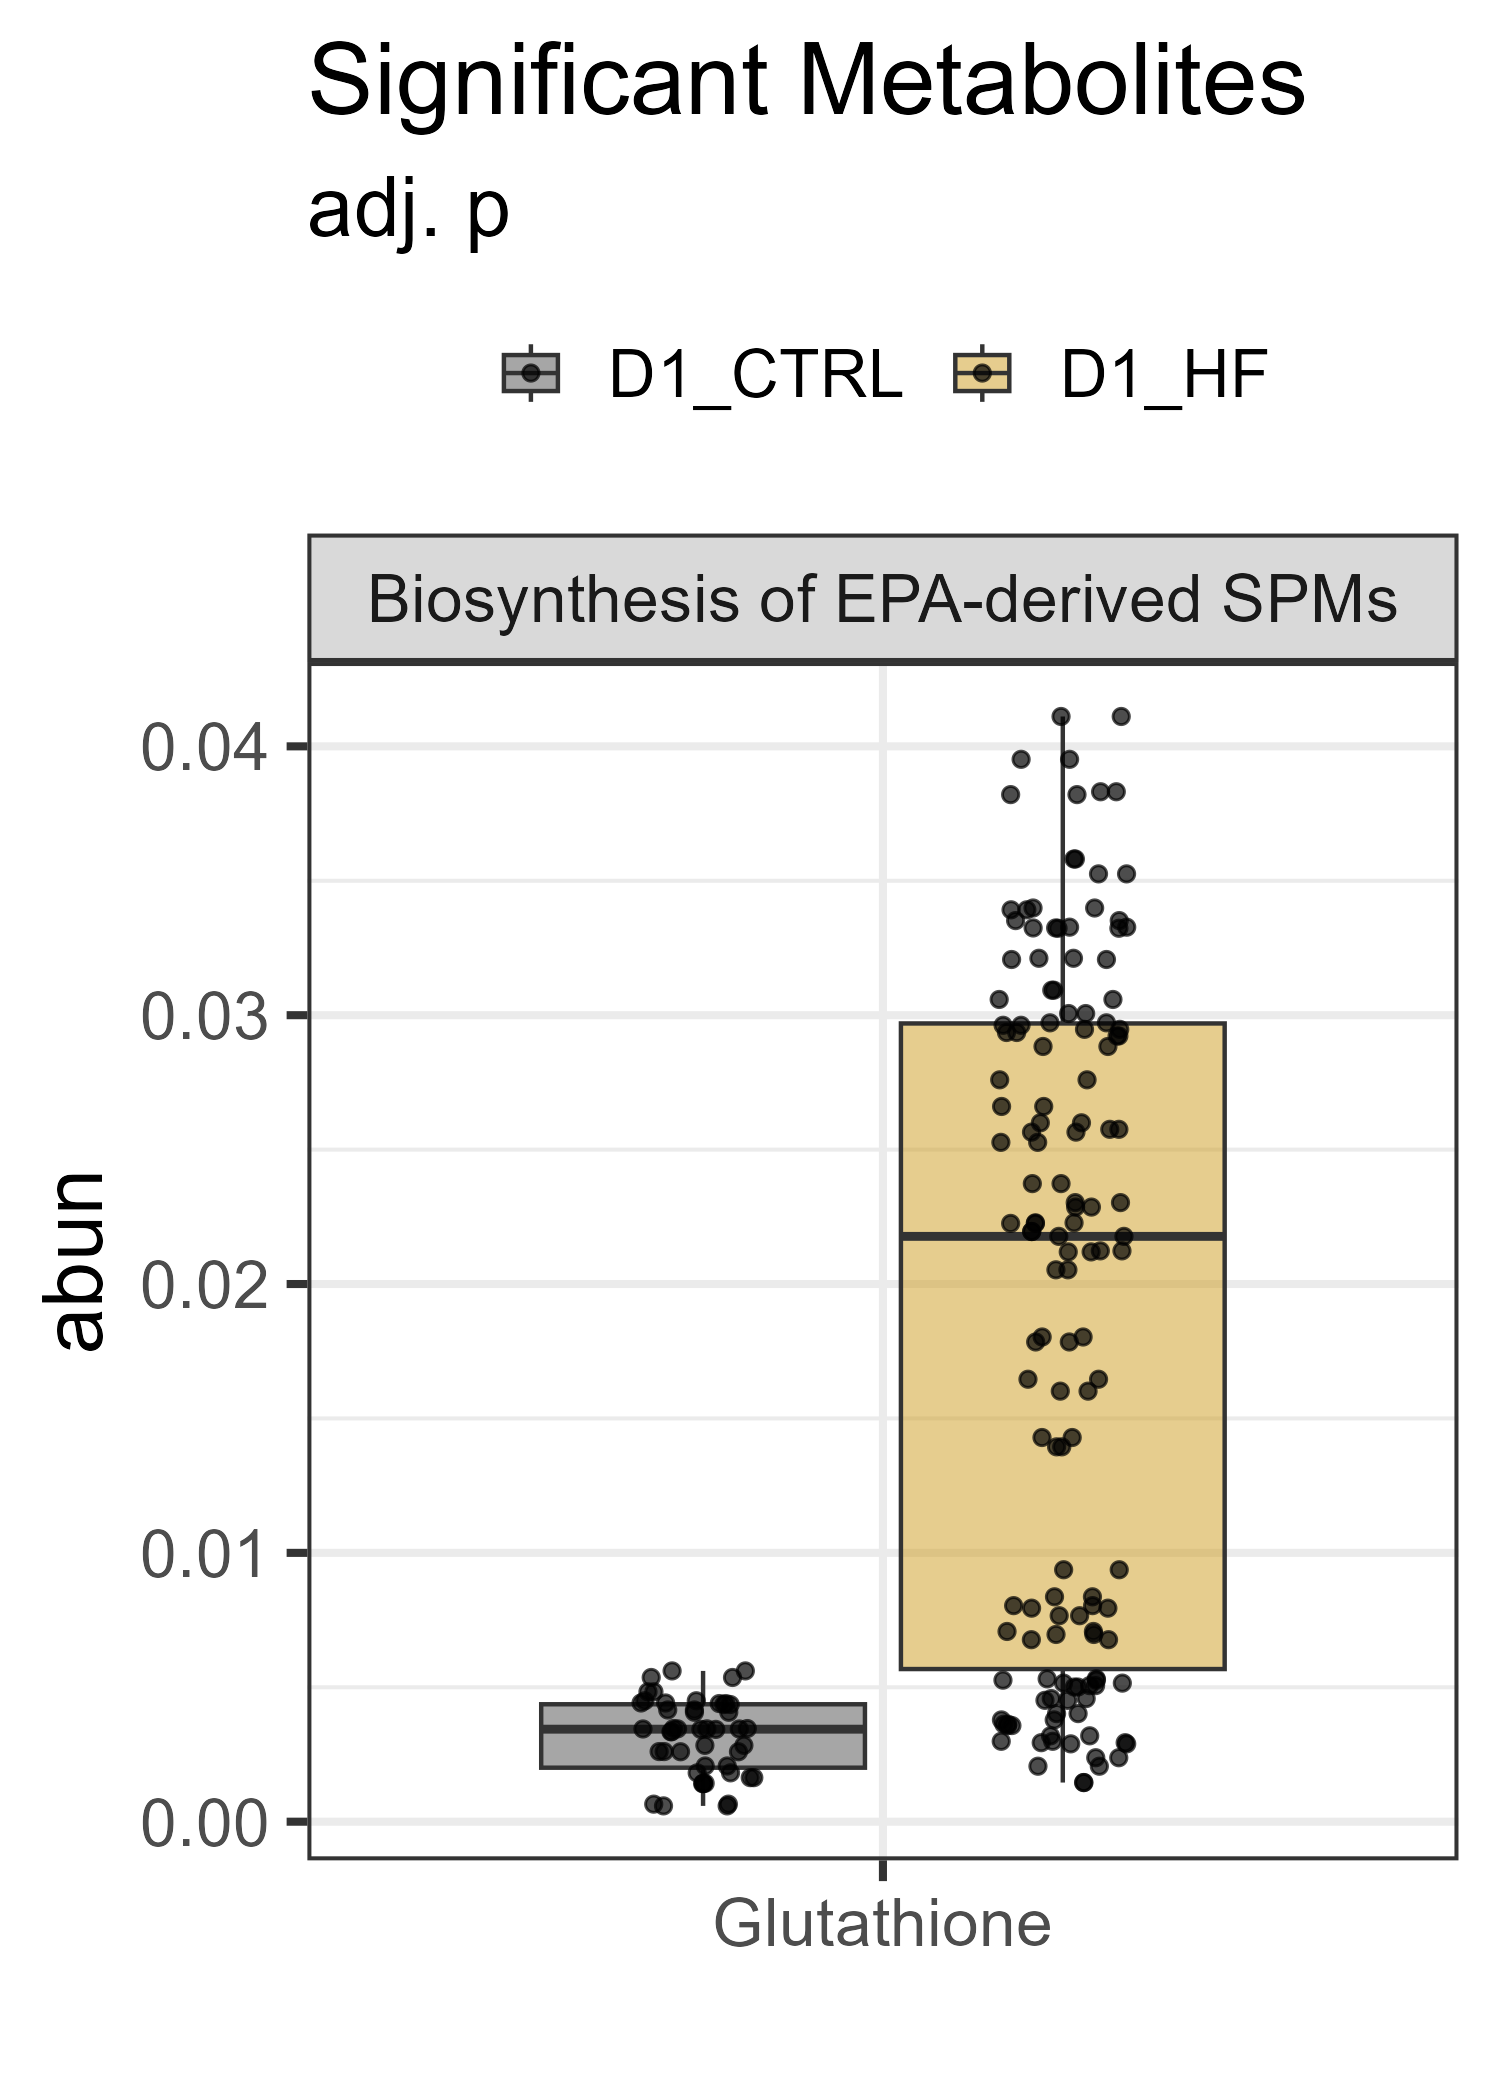 Significant Metabolites
adj. p
D1_CTRL D1_HF
Biosynthesis of EPA-derived SPMs
0.04
0.03
0.02
0.01
0.00
abun
Glutathione